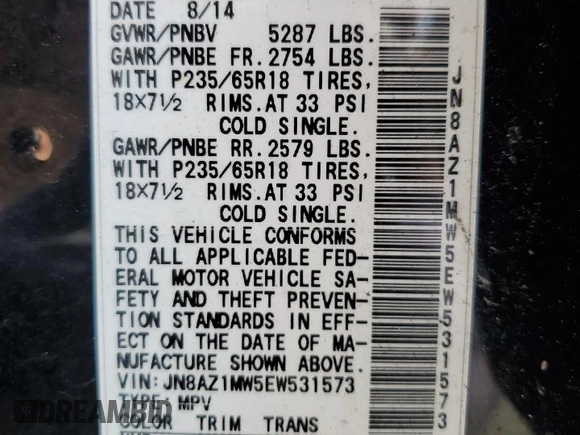 DATE 8/14
GVWR/PNBV 5287 LBS.
GAWR/PNBE FR. 2754 LBS.
WITH P235/65R18 TIRES,
18×7 1/2 RIMS. AT 33 PSI
COLD SINGLE.
GAWR/PNBE RR. 2579 LBS.
WITH P235/65R18 TIRES,
18×7 1/2 RIMS. AT 33 PSI
COLD SINGLE.
THIS VEHICLE CONFORMS
TO ALL APPLICABLE FED-
ERAL MOTOR VEHICLE SA-
FETY AND THEFT PREVEN-
TION STANDARDS IN EFF-
ECT ON THE DATE OF MA-
NUFACTURE SHOWN ABOVE.
VIN: JN8AZ1MW5EW531573
TYPE MPV
COLOR TRIM TRANS
JN8AZ1MW5EW531573
DREAMBID